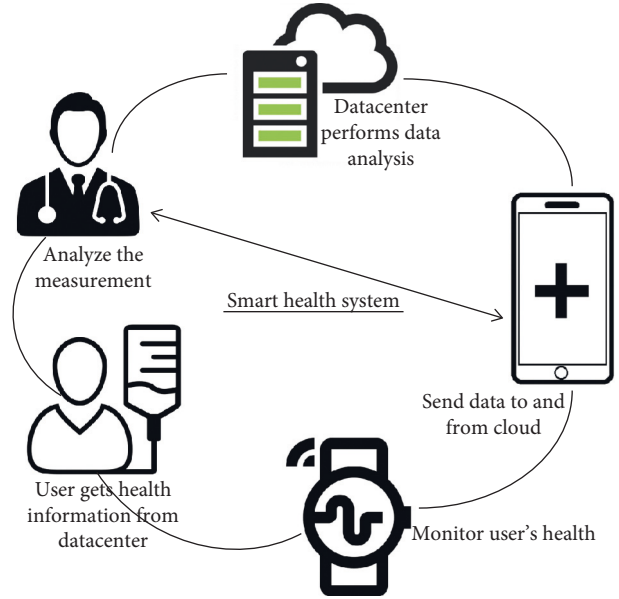 Datacenter
performs data
analysis
Analyze the
measurement
Smart health system
Send data to and
from cloud
User gets health
information from
datacenter
Monitor user's health